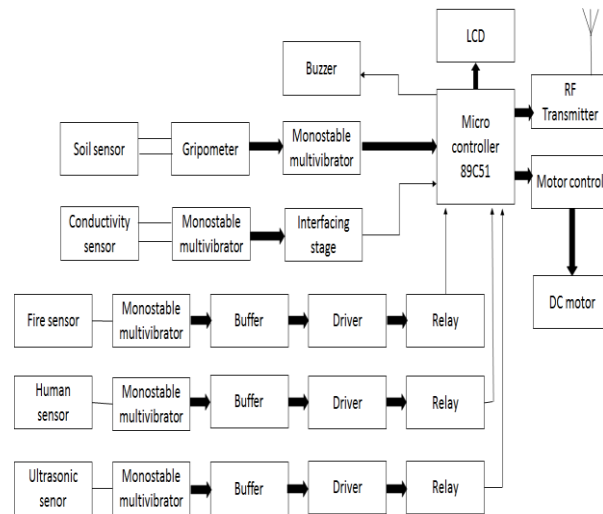 LCD
Buzzer
RF
Transmitter
Micro
controller
89C51
Soil sensor
Gripometer
Monostable
multivibrator
Motor control
Conductivity
sensor
Monostable
multivibrator
Interfacing
stage
DC motor
Fire sensor
Monostable
multivibrator
Buffer
Driver
Relay
Human
sensor
Monostable
multivibrator
Buffer
Driver
Relay
Ultrasonic
senor
Monostable
multivibrator
Buffer
Driver
Relay